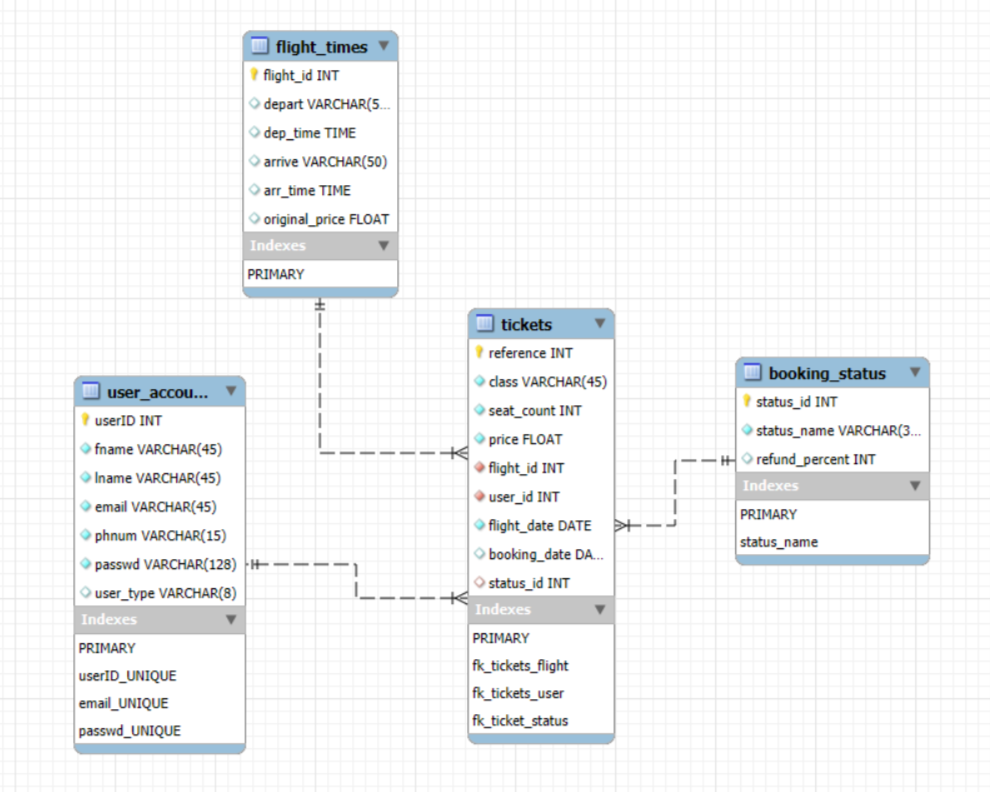 flight_times
flight_id INT
depart VARCHAR(5...
dep_time TIME
arrive VARCHAR(50)
arr_time TIME
original_price FLOAT
Indexes
PRIMARY
user_accou...
userID INT
fname VARCHAR(45)
lname VARCHAR(45)
email VARCHAR(45)
phnum VARCHAR(15)
passwd VARCHAR(128)
user_type VARCHAR(8)
Indexes
PRIMARY
userID_UNIQUE
email_UNIQUE
passwd_UNIQUE
tickets
reference INT
class VARCHAR(45)
seat_count INT
price FLOAT
flight_id INT
user_id INT
flight_date DATE
booking_date DA...
status_id INT
Indexes
PRIMARY
fk_tickets_flight
fk_tickets_user
fk_ticket_status
booking_status
status_id INT
status_name VARCHAR(3...
refund_percent INT
Indexes
PRIMARY
status_name